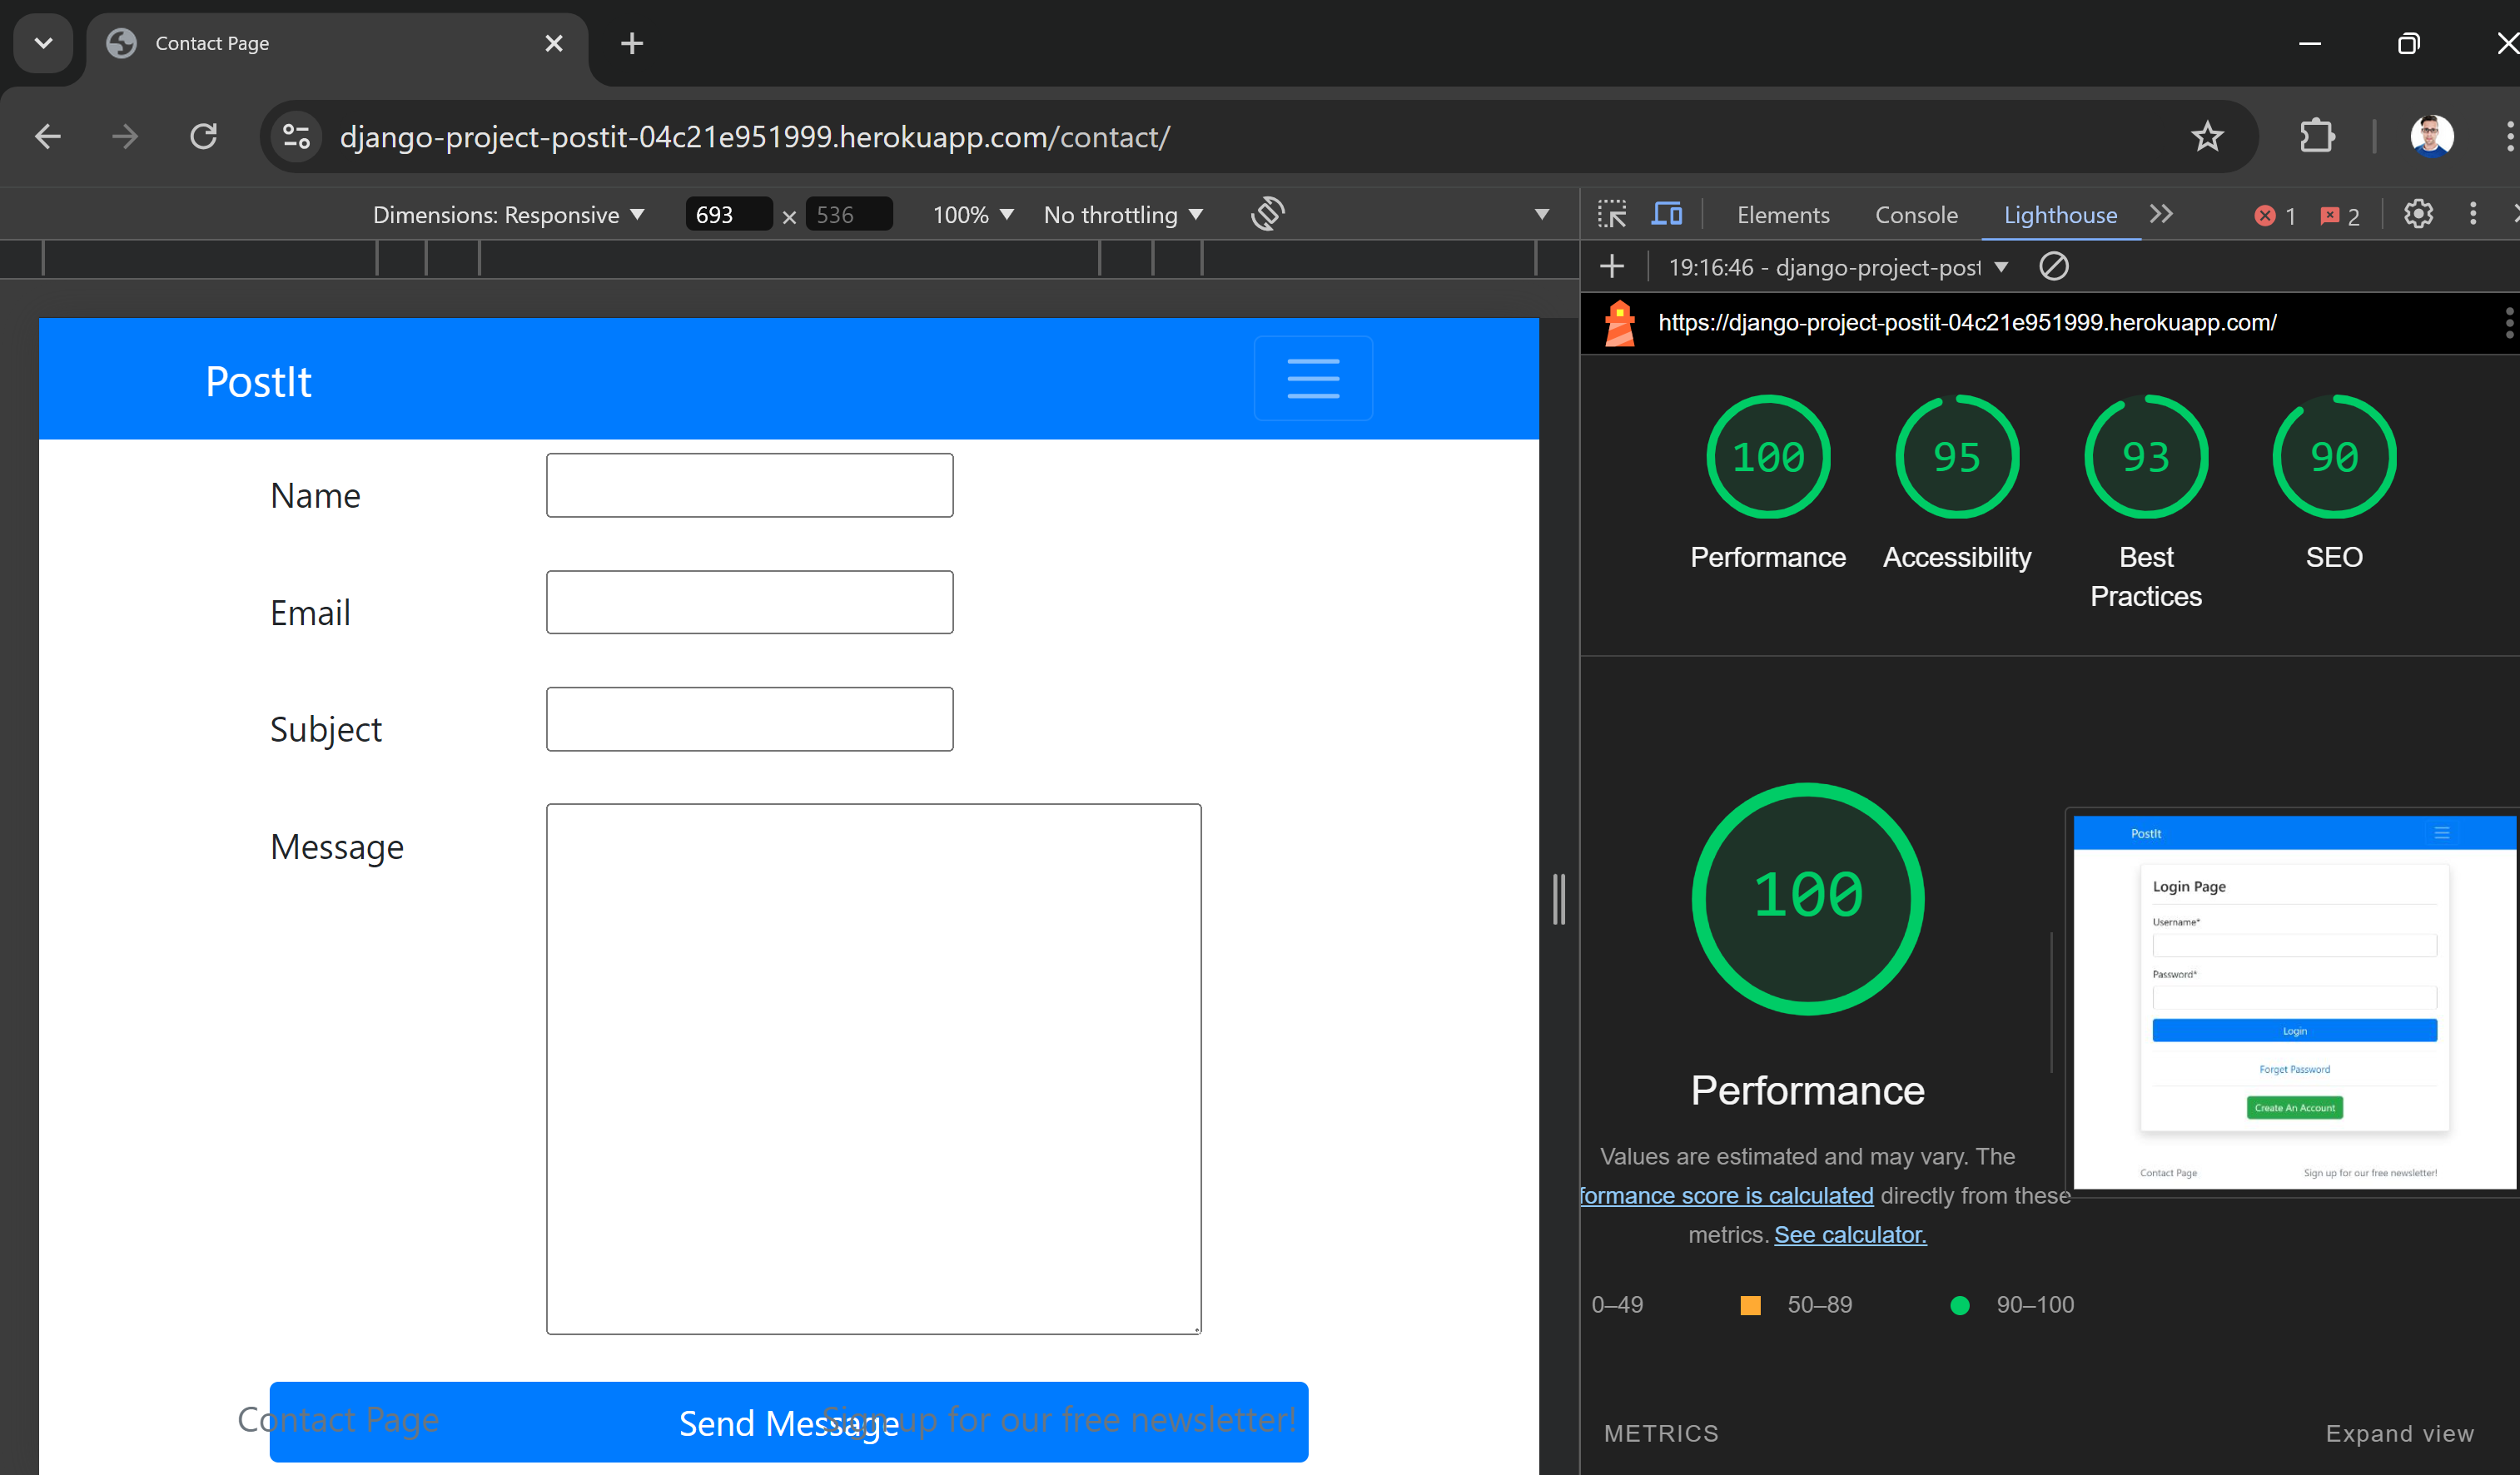 Contact Page
django-project-postit-04c21e951999.herokuapp.com/contact/
Dimensions: Responsive 693 × 536 100% No throttling
Elements Console Lighthouse 1 2
19:16:46 - django-project-post
https://django-project-postit-04c21e951999.herokuapp.com/
PostIt
Name
Email
Subject
Message
Send Message
Contact Page Sign up for our free newsletter!
100 95 93 90
Performance Accessibility Best Practices SEO
100
Performance
Values are estimated and may vary. The
formance score is calculated directly from these
metrics. See calculator.
0–49 50–89 90–100
METRICS Expand view
PostIt
Login Page
Username*
Password*
Login
Forget Password
Create An Account
Contact Page Sign up for our free newsletter!